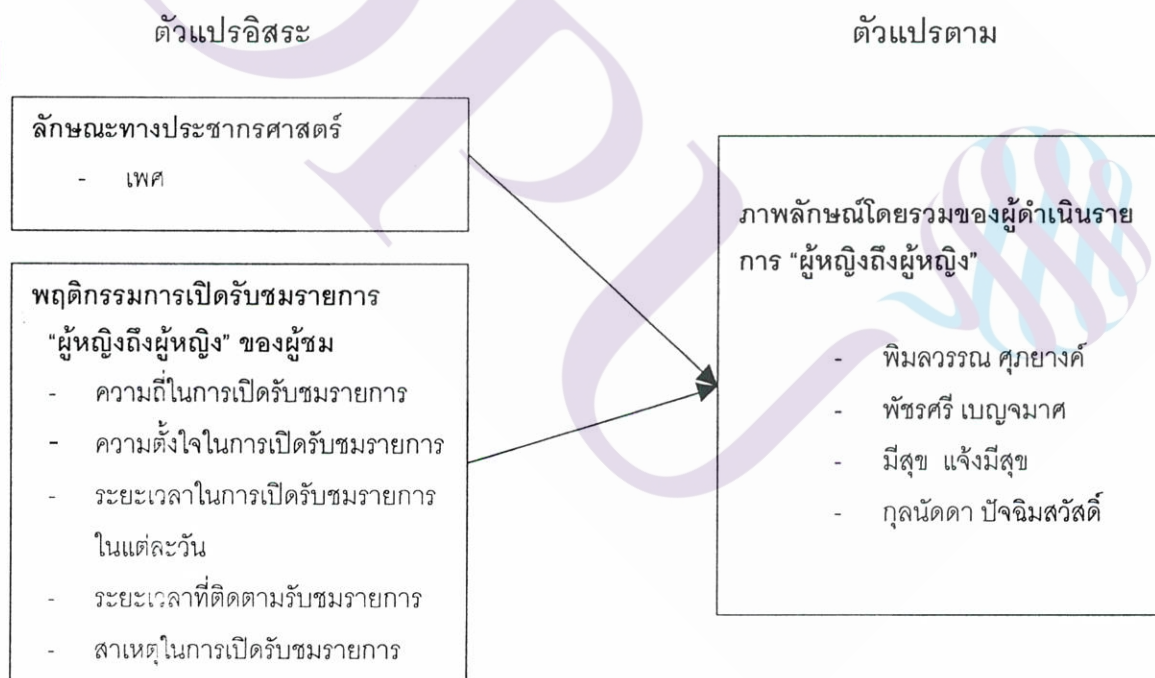 ตัวแปรอิสระ
ตัวแปรตาม
ลักษณะทางประชากรศาสตร์
- เพศ
พฤติกรรมการเปิดรับชมรายการ
“ผู้หญิงถึงผู้หญิง” ของผู้ชม
- ความถี่ในการเปิดรับชมรายการ
- ความตั้งใจในการเปิดรับชมรายการ
- ระยะเวลาในการเปิดรับชมรายการ
ในแต่ละวัน
- ระยะเวลาที่ติดตามรับชมรายการ
- สาเหตุในการเปิดรับชมรายการ
ภาพลักษณ์โดยรวมของผู้ดำเนินราย
การ “ผู้หญิงถึงผู้หญิง”
- พิมลวรรณ ศุภยางค์
- พัชรศรี เบญจมาศ
- มีสุข แจ้งมีสุข
- กุลนัดดา ปัจฉิมสวัสดิ์
DPU